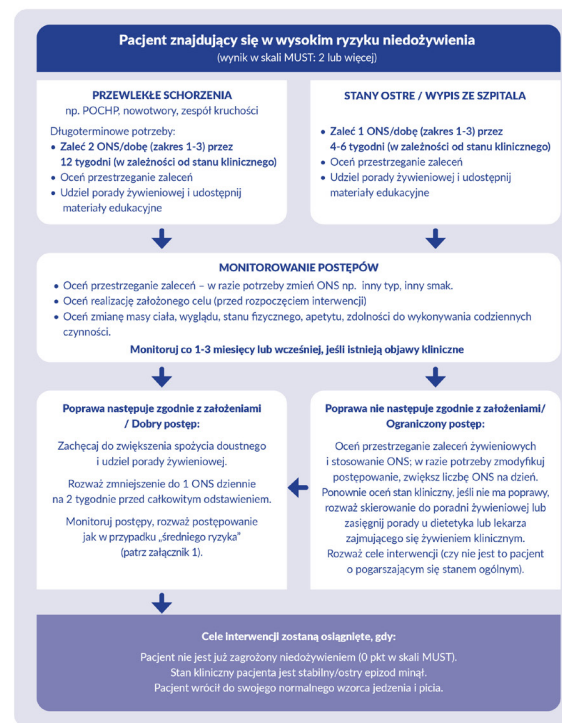 Pacjent znajdujący się w wysokim ryzyku niedożywienia
(wynik w skali MUST: 2 lub więcej)
PRZEWLEKŁE SCHORZENIA
np. POCHP, nowotwory, zespół kruchości
Długoterminowe potrzeby:
• Zaleć 2 ONS/dobę (zakres 1-3) przez
12 tygodni (w zależności od stanu klinicznego)
• Oceń przestrzeganie zaleceń
• Udziel porady żywieniowej i udostępnij
materiały edukacyjne
STANY OSTRE / WYPIS ZE SZPITALA
• Zaleć 1 ONS/dobę (zakres 1-3) przez
4-6 tygodni (w zależności od stanu klinicznego)
• Oceń przestrzeganie zaleceń
• Udziel porady żywieniowej i udostępnij
materiały edukacyjne
MONITOROWANIE POSTĘPÓW
• Oceń przestrzeganie zaleceń – w razie potrzeby zmień ONS np. inny typ, inny smak.
• Oceń realizację założonego celu (przed rozpoczęciem interwencji)
• Oceń zmianę masy ciała, wyglądu, stanu fizycznego, apetytu, zdolności do wykonywania codziennych
czynności.
Monitoruj co 1-3 miesięcy lub wcześniej, jeśli istnieją objawy kliniczne
Poprawa następuje zgodnie z założeniami
/ Dobry postęp:
Zachęcaj do zwiększenia spożycia doustnego
i udziel porady żywieniowej.
Rozważ zmniejszenie do 1 ONS dziennie
na 2 tygodnie przed całkowitym odstawieniem.
Monitoruj postępy, rozważ postępowanie
jak w przypadku „średniego ryzyka”
(patrz załącznik 1).
Poprawa nie następuje zgodnie z założeniami/
Ograniczony postęp:
Oceń przestrzeganie zaleceń żywieniowych
i stosowanie ONS; w razie potrzeby zmodyfikuj
postępowanie, zwiększ liczbę ONS na dzień.
Ponownie oceń stan kliniczny, jeśli nie ma poprawy,
rozważ skierowanie do poradni żywieniowej lub
zasięgnij porady u dietetyka lub lekarza
zajmującego się żywieniem klinicznym.
Rozważ cele interwencji (czy nie jest to pacjent
o pogarszającym się stanem ogólnym).
Cele interwencji zostaną osiągnięte, gdy:
Pacjent nie jest już zagrożony niedożywieniem (0 pkt w skali MUST).
Stan kliniczny pacjenta jest stabilny/ostry epizod minął.
Pacjent wrócił do swojego normalnego wzorca jedzenia i picia.